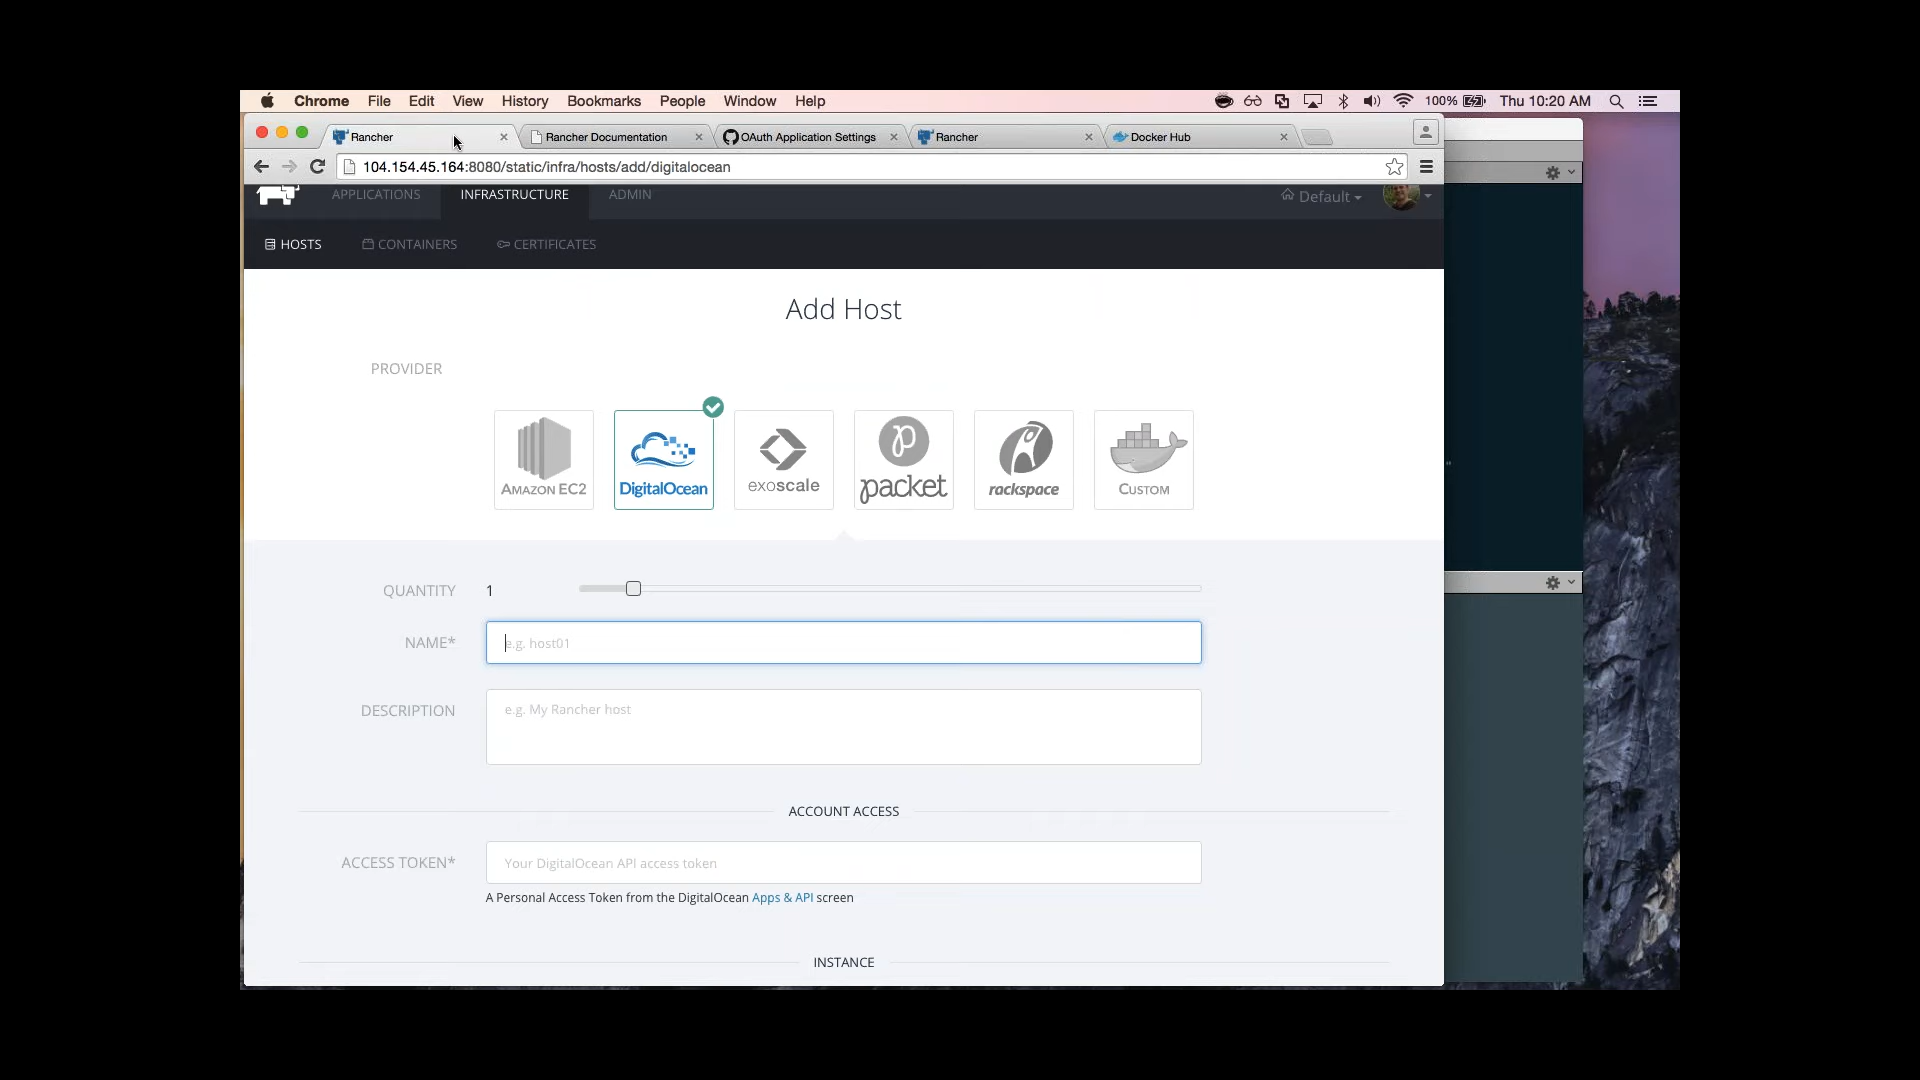 Chrome File Edit View History Bookmarks People Window Help 100% Thu 10:20 AM
Rancher Rancher Documentation OAuth Application Settings Rancher Docker Hub
104.154.45.164:8080/static/infra/hosts/add/digitalocean
APPLICATIONS INFRASTRUCTURE ADMIN Default
HOSTS CONTAINERS CERTIFICATES
Add Host
PROVIDER
AMAZON EC2 DigitalOcean exoscale packet rackspace CUSTOM
QUANTITY 1
NAME* e.g. host01
DESCRIPTION e.g. My Rancher host
ACCOUNT ACCESS
ACCESS TOKEN* Your DigitalOcean API access token
A Personal Access Token from the DigitalOcean Apps & API screen
INSTANCE